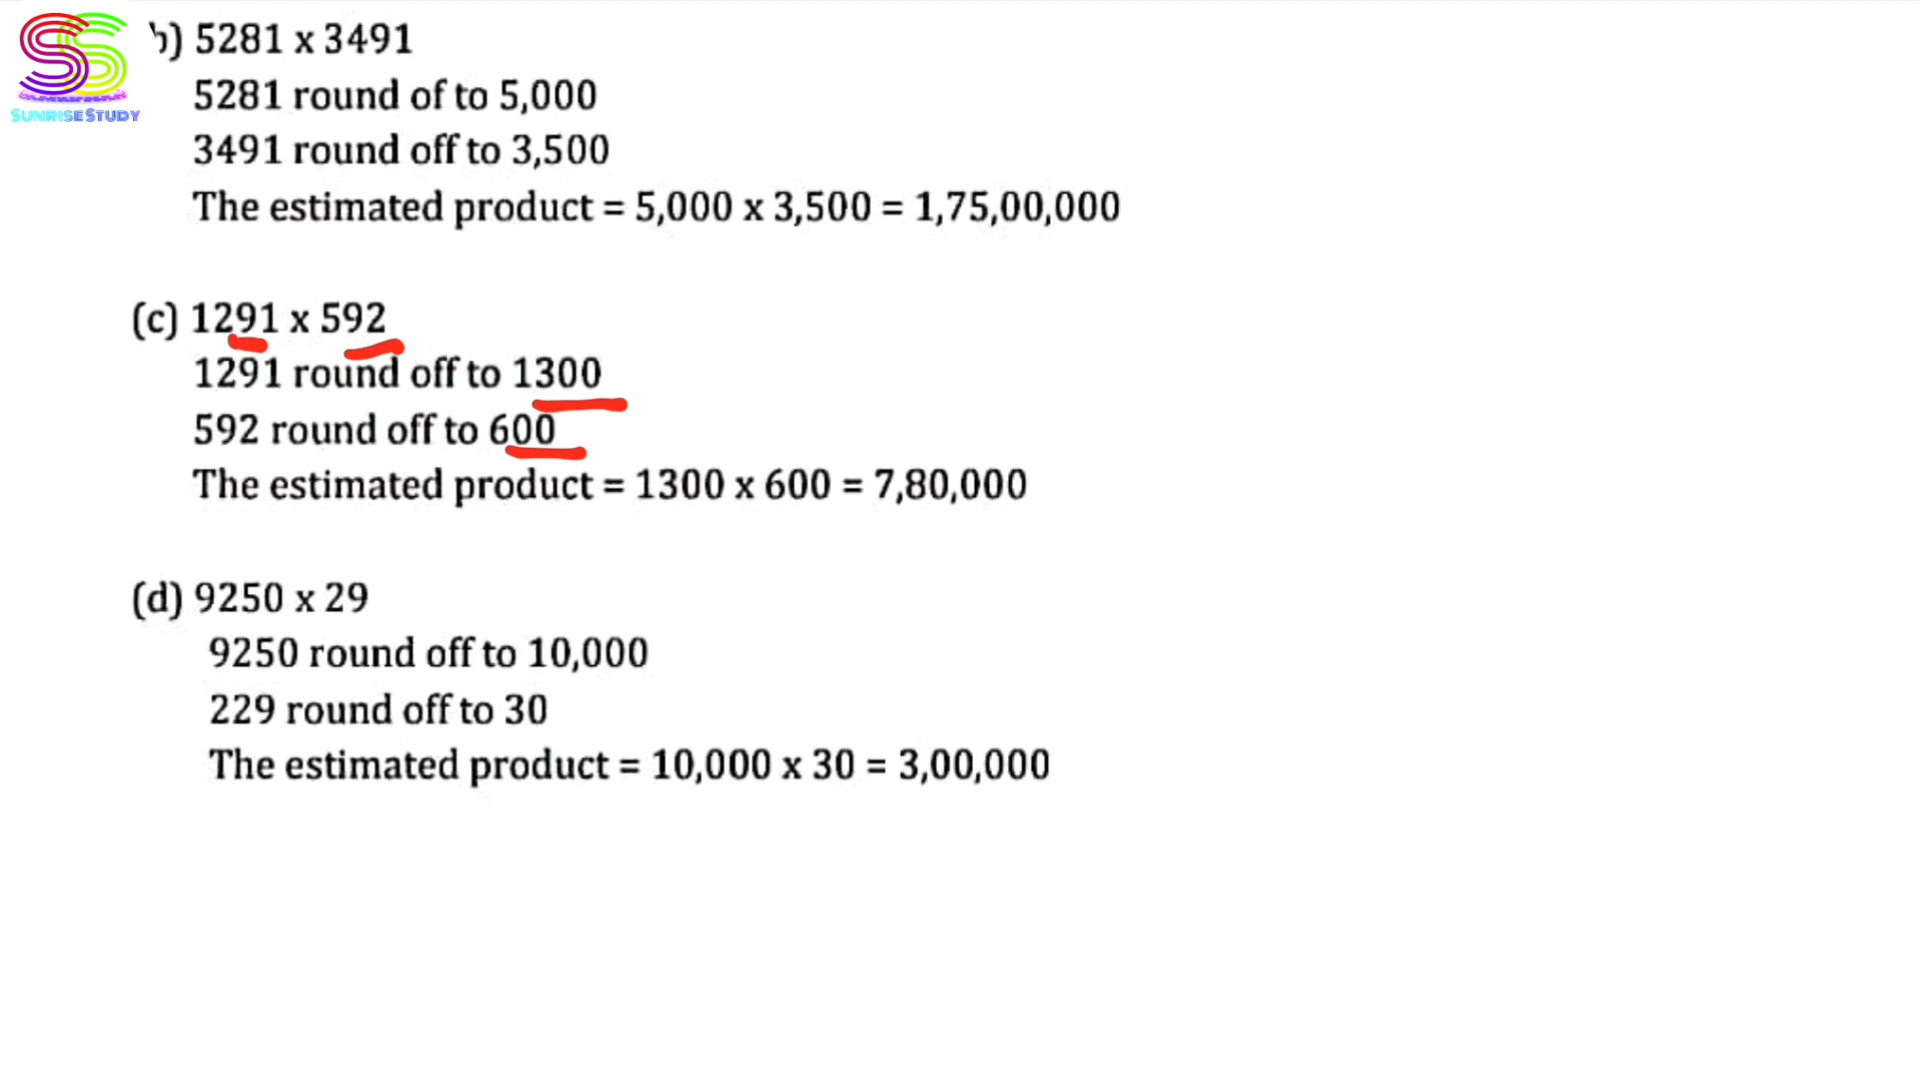 SUNRISESTUDY
b) 5281 x 3491
5281 round of to 5,000
3491 round off to 3,500
The estimated product = 5,000 x 3,500 = 1,75,00,000
(c) 1291 x 592
1291 round off to 1300
592 round off to 600
The estimated product = 1300 x 600 = 7,80,000
(d) 9250 x 29
9250 round off to 10,000
229 round off to 30
The estimated product = 10,000 x 30 = 3,00,000